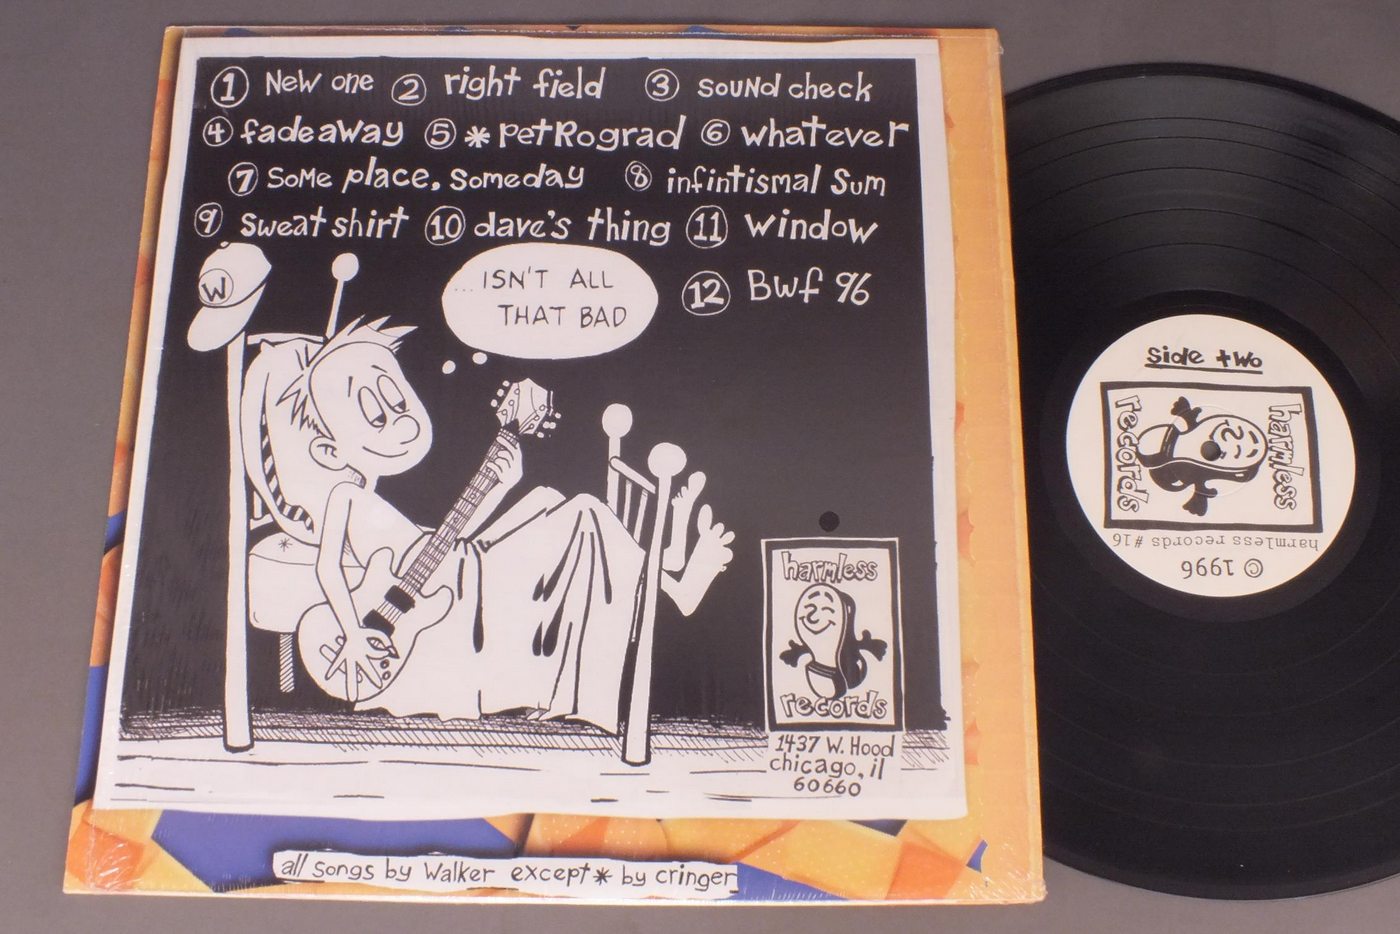 ① New one ② right field ③ sound check
④ fadeaway ⑤ * petrograd ⑥ whatever
⑦ Some place, someday ⑧ infintismal sum
⑨ sweat shirt ⑩ dave's thing ⑪ window
⑫ Bwf 96
W
...ISN'T ALL
THAT BAD
harmless
records
1437 W. Hood
chicago, il
60660
all songs by Walker except * by cringer
side two
harmless
records
harmless records #16
© 1996